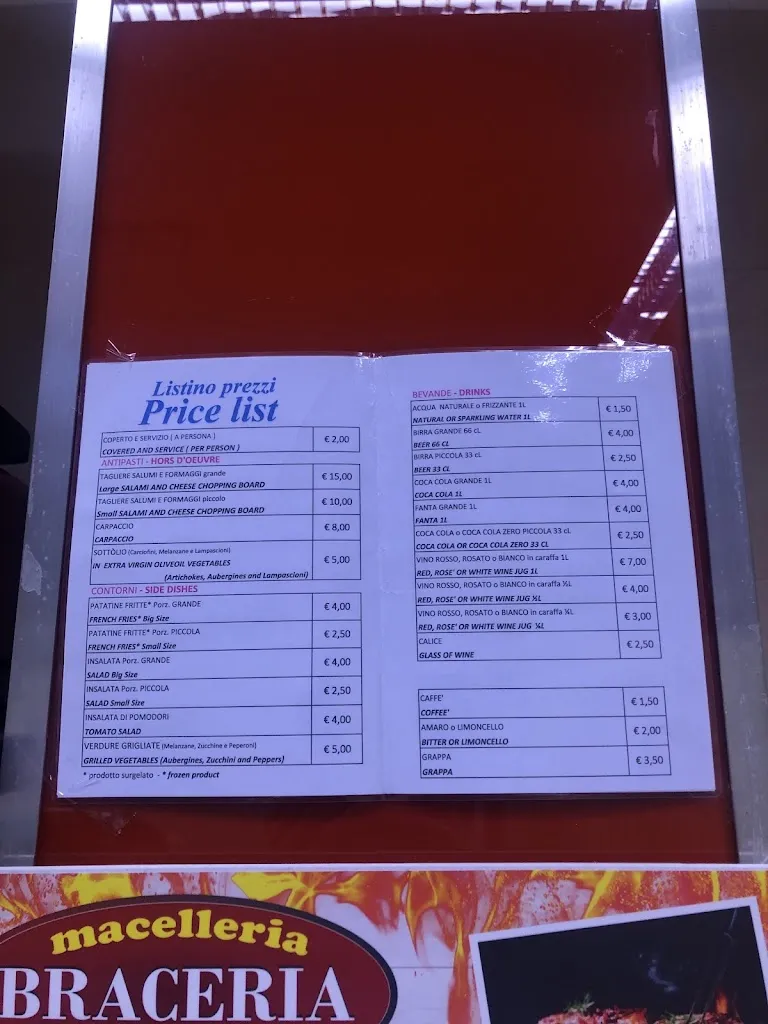 Listino prezzi
Price list
COPERTO E SERVIZIO ( A PERSONA )
COVERED AND SERVICE ( PER PERSON )
€ 2,00
ANTIPASTI - HORS D'OEUVRE
TAGLIERE SALUMI E FORMAGGI grande
Large SALAMI AND CHEESE CHOPPING BOARD
€ 15,00
TAGLIERE SALUMI E FORMAGGI piccolo
Small SALAMI AND CHEESE CHOPPING BOARD
€ 10,00
CARPACCIO
CARPACCIO
€ 8,00
SOTT'OLIO (Carciofini, Melanzane e Lampascioni)
IN EXTRA VIRGIN OLIVEOIL VEGETABLES
(Artichokes, Aubergines and Lampascioni)
€ 5,00
CONTORNI - SIDE DISHES
PATATINE FRITTE* Porz. GRANDE
FRENCH FRIES* Big Size
€ 4,00
PATATINE FRITTE* Porz. PICCOLA
FRENCH FRIES* Small Size
€ 2,50
INSALATA Porz. GRANDE
SALAD Big Size
€ 4,00
INSALATA Porz. PICCOLA
SALAD Small Size
€ 2,50
INSALATA DI POMODORI
TOMATO SALAD
€ 4,00
VERDURE GRIGLIATE (Melanzane, Zucchine e Peperoni)
GRILLED VEGETABLES (Aubergines, Zucchini and Peppers)
€ 5,00
* prodotto surgelato - * frozen product
BEVANDE - DRINKS
ACQUA NATURALE o FRIZZANTE 1L
NATURAL OR SPARKLING WATER 1L
€ 1,50
BIRRA GRANDE 66 cL
BEER 66 CL
€ 4,00
BIRRA PICCOLA 33 cL
BEER 33 CL
€ 2,50
COCA COLA GRANDE 1L
COCA COLA 1L
€ 4,00
FANTA GRANDE 1L
FANTA 1L
€ 4,00
COCA COLA o COCA COLA ZERO PICCOLA 33 cL
COCA COLA OR COCA COLA ZERO 33 CL
€ 2,50
VINO ROSSO, ROSATO o BIANCO in caraffa 1L
RED, ROSE' OR WHITE WINE JUG 1L
€ 7,00
VINO ROSSO, ROSATO o BIANCO in caraffa ½L
RED, ROSE' OR WHITE WINE JUG ½L
€ 4,00
VINO ROSSO, ROSATO o BIANCO in caraffa ¼L
RED, ROSE' OR WHITE WINE JUG ¼L
€ 3,00
CALICE
GLASS OF WINE
€ 2,50
CAFFE'
COFFEE'
€ 1,50
AMARO o LIMONCELLO
BITTER OR LIMONCELLO
€ 2,00
GRAPPA
GRAPPA
€ 3,50
macelleria
BRACERIA